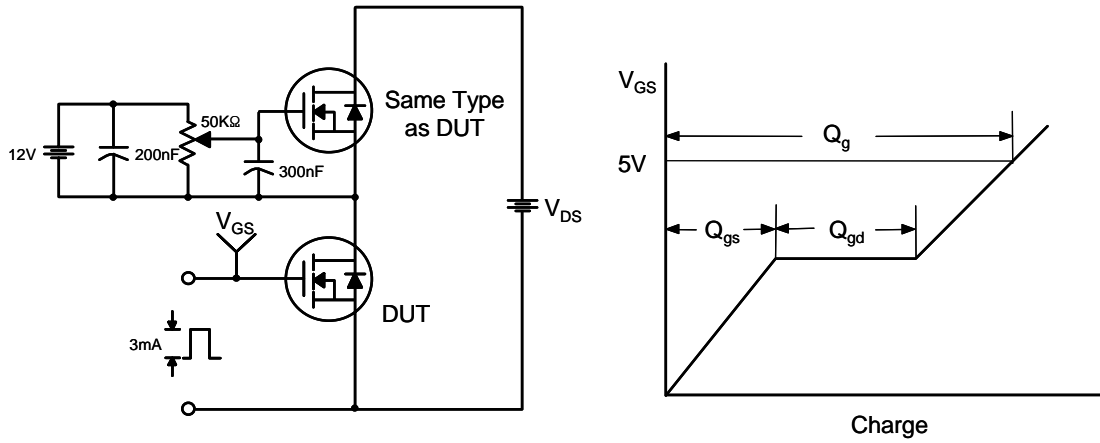 12V
200nF
50KΩ
300nF
Same Type
as DUT
V_GS
3mA
DUT
V_DS
V_GS
5V
Q_g
Q_gs
Q_gd
Charge